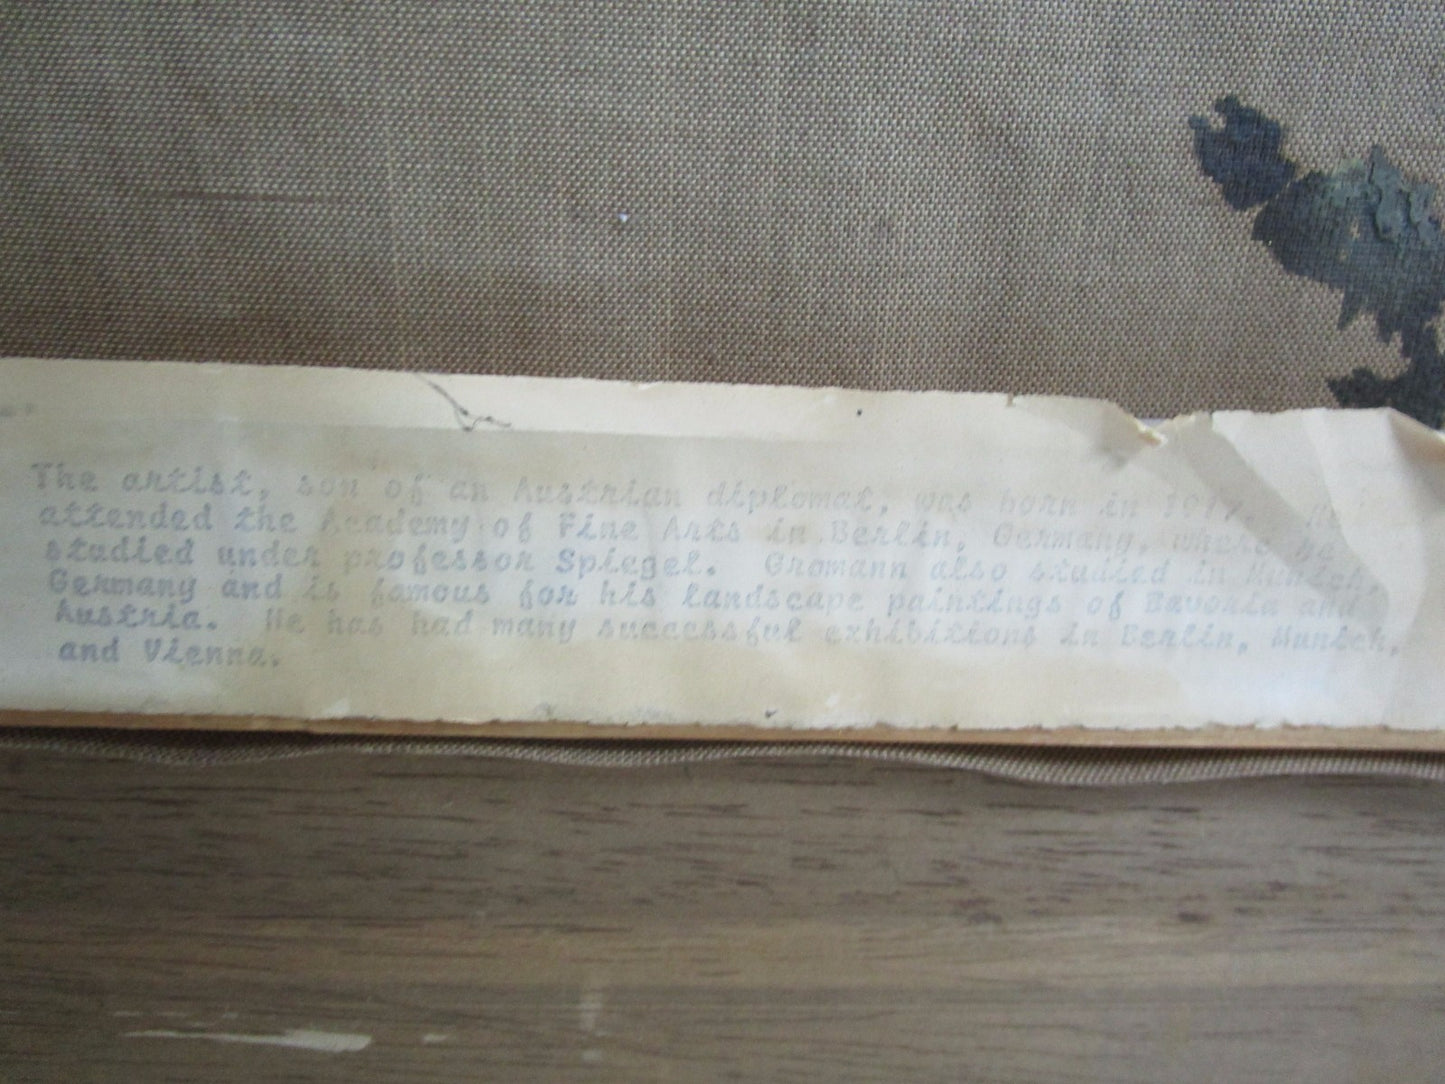 The artist, son of an Austrian diplomat, was born in 1917. He
attended the Academy of Fine Arts in Berlin, Germany, where he
studied under professor Spiegel. Gromann also studied in Munich,
Germany and is famous for his landscape paintings of Bavaria and
Austria. He has had many successful exhibitions in Berlin, Munich,
and Vienna.